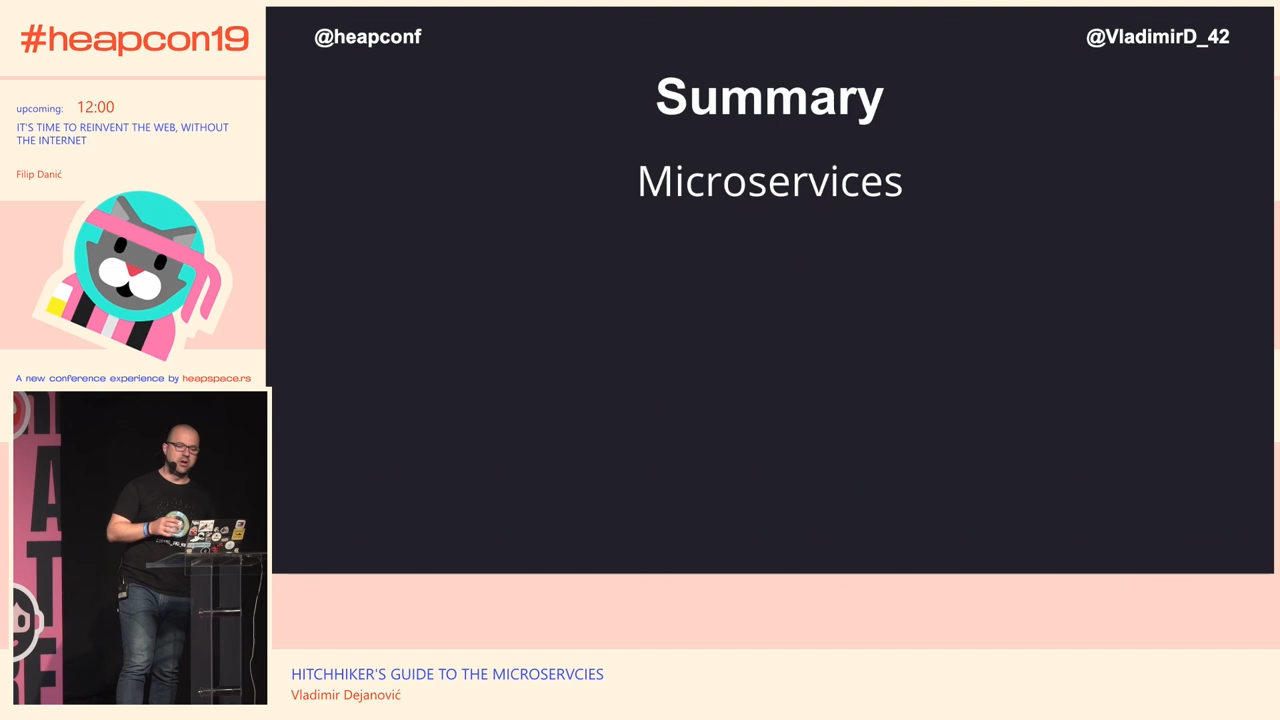 #heapcon19
upcoming: 12:00
IT'S TIME TO REINVENT THE WEB, WITHOUT
THE INTERNET
Filip Danić
A new conference experience by heapspace.rs
@heapconf
@VladimirD_42
Summary
Microservices
HITCHHIKER'S GUIDE TO THE MICROSERVCIES
Vladimir Dejanović